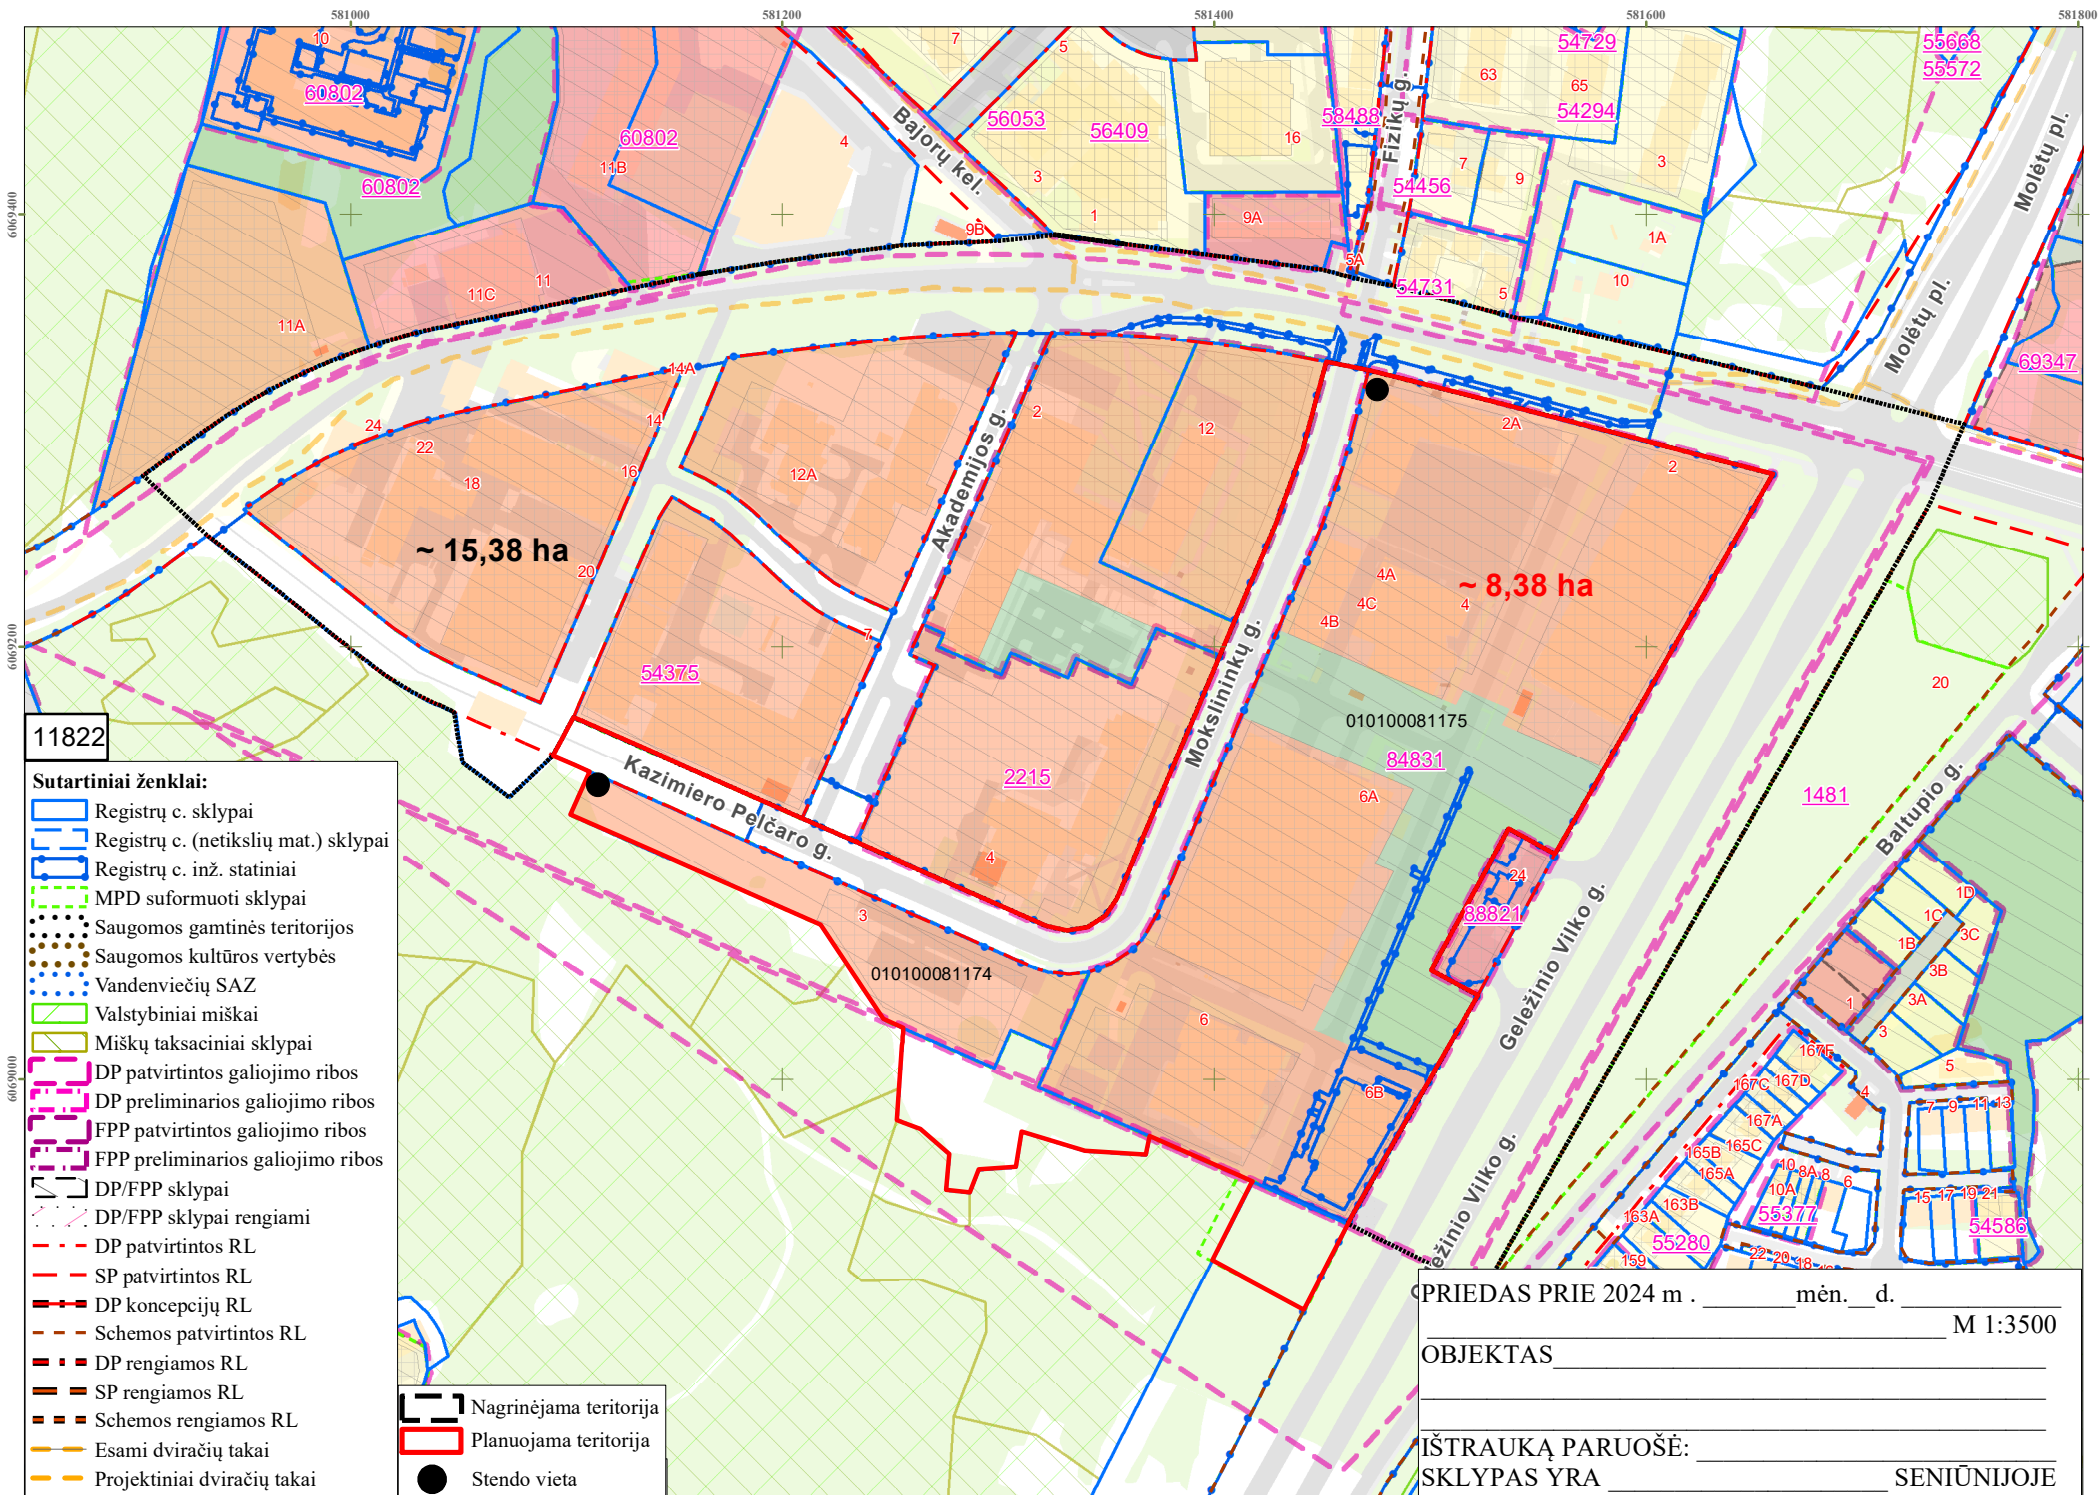 581000
581200
581400
581600
581800
6069400
6069200
6069000
10
60802
60802
60802
11B
11A
11C
11
4
7
5
Bajorų kel.
9B
56053
56409
3
1
16
9A
58488
Fizikų g.
5A
54729
63
65
54294
54456
7
9
3
54731
5
1A
10
55668
55572
Molėtų pl.
Molėtų pl.
69347
24
22
18
14A
14
16
20
~ 15,38 ha
12A
Akademijos g.
2
12
2A
2
4A
4C
4
4B
~ 8,38 ha
7
54375
Mokslininkų g.
2215
4
Kazimiero Pelčaro g.
3
010100081174
010100081175
84831
6A
6
6B
24
88821
Geležinio Vilko g.
Geležinio Vilko g.
20
1481
Baltupio g.
1D
1C
1B
3C
3B
3A
1
3
5
4
167F
167D
167C
167A
165C
165B
165A
163B
163A
159
55280
10
8A
8
6
10A
55377
22
20
18
7
9
11
13
15
17
19
21
54586
11822
Sutartiniai ženklai:
Registrų c. sklypai
Registrų c. (netikslių mat.) sklypai
Registrų c. inž. statiniai
MPD suformuoti sklypai
Saugomos gamtinės teritorijos
Saugomos kultūros vertybės
Vandenviečių SAZ
Valstybiniai miškai
Miškų taksaciniai sklypai
DP patvirtintos galiojimo ribos
DP preliminarios galiojimo ribos
FPP patvirtintos galiojimo ribos
FPP preliminarios galiojimo ribos
DP/FPP sklypai
DP/FPP sklypai rengiami
DP patvirtintos RL
SP patvirtintos RL
DP koncepcijų RL
Schemos patvirtintos RL
DP rengiamos RL
SP rengiamos RL
Schemos rengiamos RL
Esami dviračių takai
Projektiniai dviračių takai
Nagrinėjama teritorija
Planuojama teritorija
Stendo vieta
PRIEDAS PRIE 2024 m . _______mėn.__d. ____________
_______________________________________ M 1:3500
OBJEKTAS_____________________________________
_______________________________________________
_______________________________________________
IŠTRAUKĄ PARUOŠĖ: ___________________________
SKLYPAS YRA _____________________ SENIŪNIJOJE